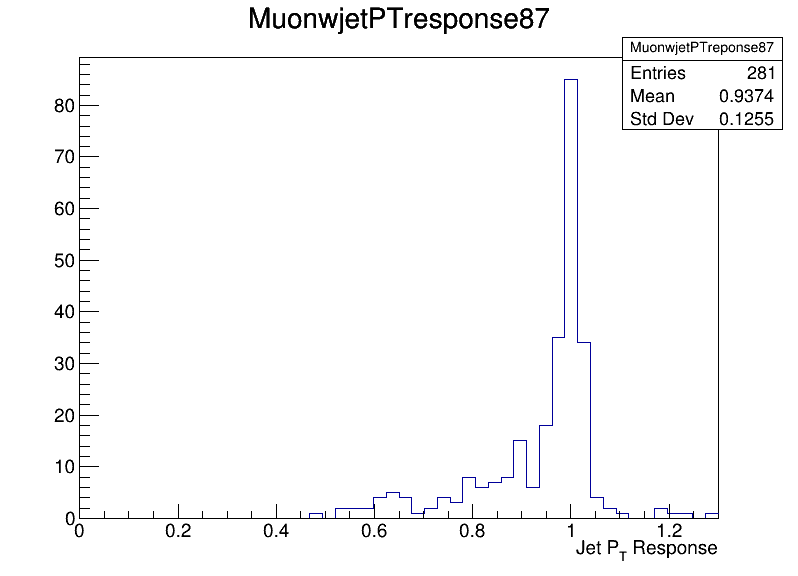 MuonwjetPTresponse87
MuonwjetPTreponse87
Entries 281
Mean 0.9374
Std Dev 0.1255
80
70
60
50
40
30
20
10
0
0 0.2 0.4 0.6 0.8 1 1.2
Jet PT Response